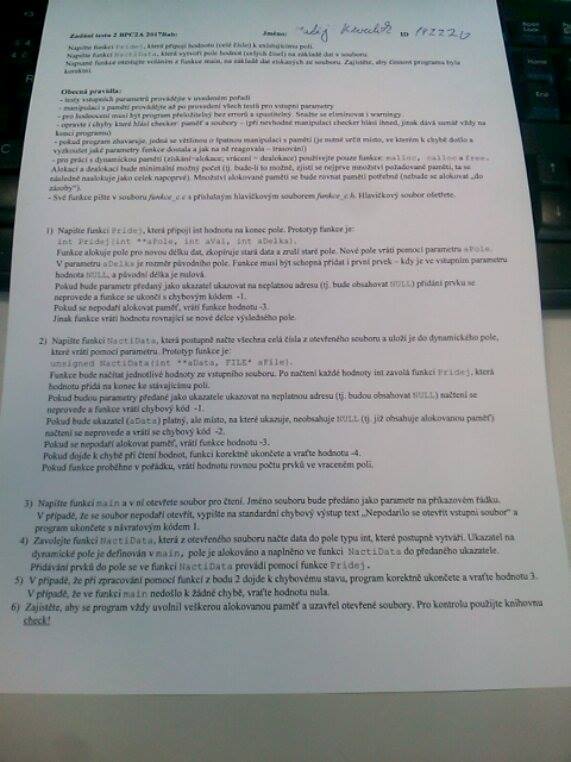 Zadání testu 2 BPC2A 2017Bab: Jméno: ID
Napište funkci Pridej, která připojí hodnotu (celé číslo) k existujícímu poli.
Napište funkci NactiData, která vytvoří pole hodnot (celých čísel) na základě dat v souboru.
Napsané funkce otestujte voláním z funkce main, na základě dat získaných ze souboru. Zajistěte, aby činnost programu byla
korektní.
Obecná pravidla:
- testy vstupních parametrů provádějte v uvedeném pořadí
- manipulaci s pamětí provádějte až po provedení všech testů pro vstupní parametry
- pro hodnocení musí být program přeložitelný bez errorů a spustitelný. Snažte se eliminovat i warningy
- opravte i chyby které hlásí checker: paměť a soubory – (při nevhodné manipulaci checker hlásí ihned, jinak dává sumář vždy na
konci programu)
- pokud program zhavaruje, jedná se většinou o špatnou manipulaci s pamětí (je nutné určit místo, ve kterém k chybě došlo a
vyzkoušet jaké parametry funkce dostala a jak na ně reagovala – trasování)
- pro práci s dynamickou pamětí (získání=alokace, vrácení = dealokace) používejte pouze funkce: malloc, calloc a free.
Alokací a dealokací bude minimální možný počet (tj. bude-li to možné, zjistí se nejprve množství požadované paměti, ta se
následně naalokuje jako celek napoprvé). Množství alokované paměti se bude rovnat paměti potřebné (nebude se alokovat „do
zásoby").
- Své funkce pište v souboru funkce_c.c s příslušným hlavičkovým souborem funkce_c.h. Hlavičkový soubor ošetřete.
1) Napište funkci Pridej, která připojí int hodnotu na konec pole. Prototyp funkce je:
int Pridej(int **aPole, int aVal, int aDelka).
Funkce alokuje pole pro novou délku dat, zkopíruje stará data a zruší staré pole. Nové pole vrátí pomocí parametru aPole.
V parametru aDelka je rozměr původního pole. Funkce musí být schopná přidat i první prvek – kdy je ve vstupním parametru
hodnota NULL, a původní délka je nulová.
Pokud bude parametr předaný jako ukazatel ukazovat na neplatnou adresu (tj. bude obsahovat NULL) přidání prvku se
neprovede a funkce se ukončí s chybovým kódem -1.
Pokud se nepodaří alokovat paměť, vrátí funkce hodnotu -3.
Jinak funkce vrátí hodnotu rovnající se nové délce výsledného pole.
2) Napište funkci NactiData, která postupně načte všechna celá čísla z otevřeného souboru a uloží je do dynamického pole,
které vrátí pomocí parametru. Prototyp funkce je:
unsigned NactiData(int **aData, FILE* aFile).
Funkce bude načítat jednotlivé hodnoty ze vstupního souboru. Po načtení každé hodnoty int zavolá funkci Pridej, která
hodnotu přidá na konec ke stávajícímu poli.
Pokud budou parametry předané jako ukazatele ukazovat na neplatnou adresu (tj. budou obsahovat NULL) načtení se
neprovede a funkce vrátí chybový kód -1.
Pokud bude ukazatel (aData) platný, ale místo, na které ukazuje, neobsahuje NULL (tj. již obsahuje alokovanou paměť)
načtení se neprovede a vrátí se chybový kód -2.
Pokud se nepodaří alokovat paměť, vrátí funkce hodnotu -3.
Pokud dojde k chybě při čtení hodnot, funkci korektně ukončete a vraťte hodnotu -4.
Pokud funkce proběhne v pořádku, vrátí hodnotu rovnou počtu prvků ve vraceném poli.
3) Napište funkci main a v ní otevřete soubor pro čtení. Jméno souboru bude předáno jako parametr na příkazovém řádku.
V případě, že se soubor nepodaří otevřít, vypište na standardní chybový výstup text „Nepodarilo se otevrit vstupni soubor" a
program ukončete s návratovým kódem 1.
4) Zavolejte funkci NactiData, která z otevřeného souboru načte data do pole typu int, které postupně vytváří. Ukazatel na
dynamické pole je definován v main, pole je alokováno a naplněno ve funkci NactiData do předaného ukazatele.
Přidávání prvků do pole se ve funkci NactiData provádí pomocí funkce Pridej.
5) V případě, že při zpracování pomocí funkcí z bodu 2 dojde k chybovému stavu, program korektně ukončete a vraťte hodnotu 3.
V případě, že ve funkci main nedošlo k žádné chybě, vraťte hodnotu nula.
6) Zajistěte, aby se program vždy uvolnil veškerou alokovanou paměť a uzavřel otevřené soubory. Pro kontrolu použijte knihovnu
check!